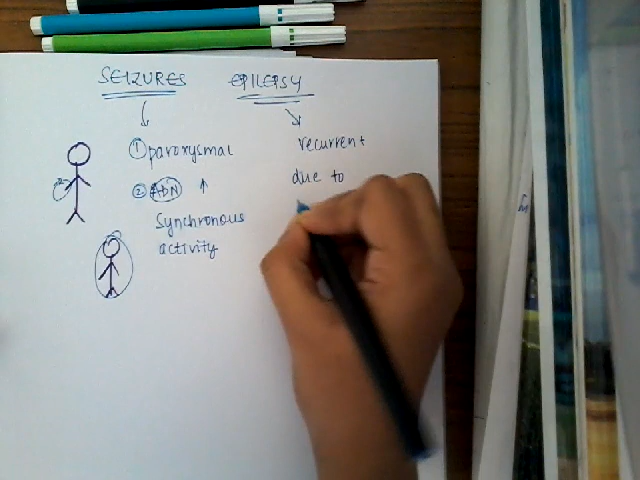 SEIZURES
EPILEPSY
① paroxysmal
② ADN ↑
Synchronous
activity
recurrent
due to